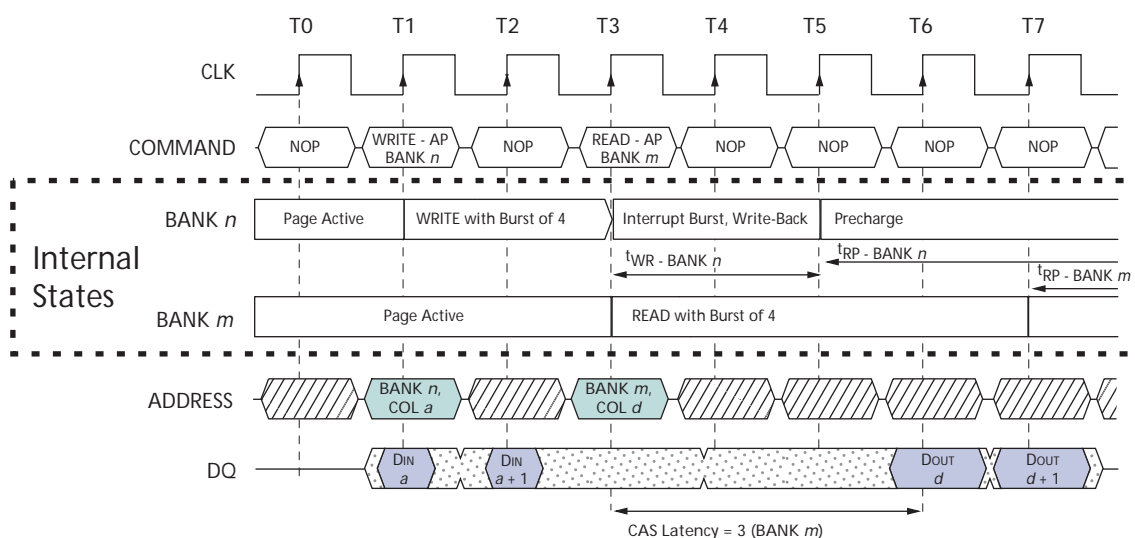 T0 T1 T2 T3 T4 T5 T6 T7
CLK
COMMAND NOP WRITE - AP BANK n NOP READ - AP BANK m NOP NOP NOP NOP
BANK n Page Active WRITE with Burst of 4 Interrupt Burst, Write-Back Precharge
Internal States
tWR - BANK n tRP - BANK n
tRP - BANK m
BANK m Page Active READ with Burst of 4
ADDRESS BANK n, COL a BANK m, COL d
DQ DIN a DIN a + 1 DOUT d DOUT d + 1
CAS Latency = 3 (BANK m)